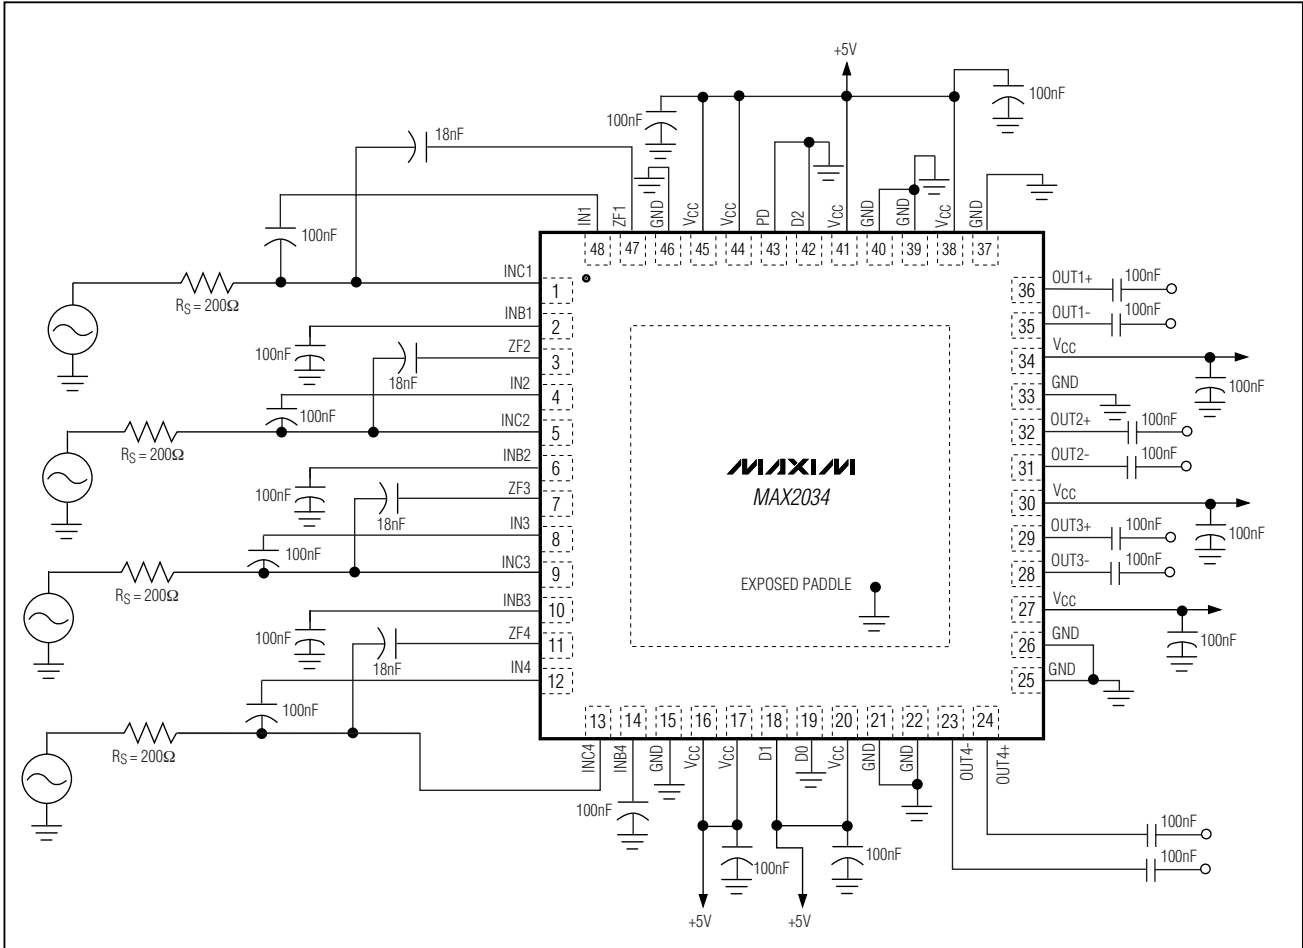 +5V
100nF
100nF
18nF
IN1
ZF1
GND
VCC
VCC
PD
D2
VCC
GND
GND
VCC
GND
48
47
46
45
44
43
42
41
40
39
38
37
100nF
RS = 200Ω
INC1
1
INB1
2
100nF
ZF2
3
18nF
IN2
4
100nF
INC2
5
RS = 200Ω
INB2
6
100nF
ZF3
7
18nF
IN3
8
100nF
INC3
9
RS = 200Ω
INB3
10
100nF
ZF4
11
18nF
IN4
12
100nF
RS = 200Ω
MAXIM
MAX2034
EXPOSED PADDLE
36
OUT1+
100nF
35
OUT1-
100nF
34
VCC
100nF
33
GND
32
OUT2+
100nF
31
OUT2-
100nF
30
VCC
100nF
29
OUT3+
100nF
28
OUT3-
100nF
27
VCC
100nF
26
GND
25
GND
13
14
15
16
17
18
19
20
21
22
23
24
INC4
INB4
GND
VCC
VCC
D1
D0
VCC
GND
GND
OUT4-
OUT4+
100nF
100nF
100nF
100nF
100nF
+5V
+5V